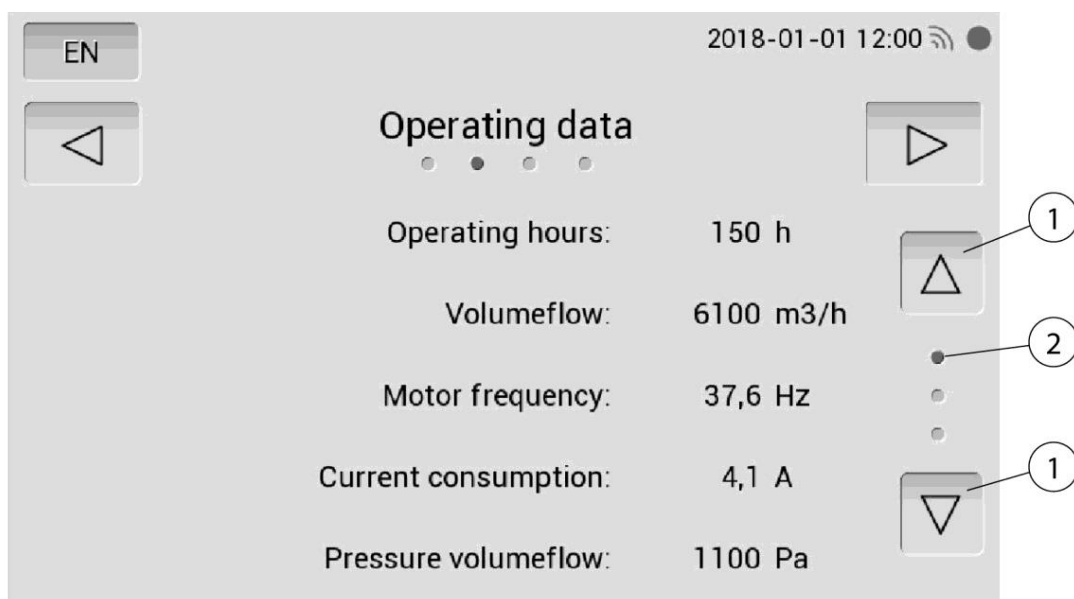 EN
2018-01-01 12:00
Operating data
Operating hours: 150 h
1
Volumeflow: 6100 m3/h
2
Motor frequency: 37,6 Hz
Current consumption: 4,1 A
1
Pressure volumeflow: 1100 Pa